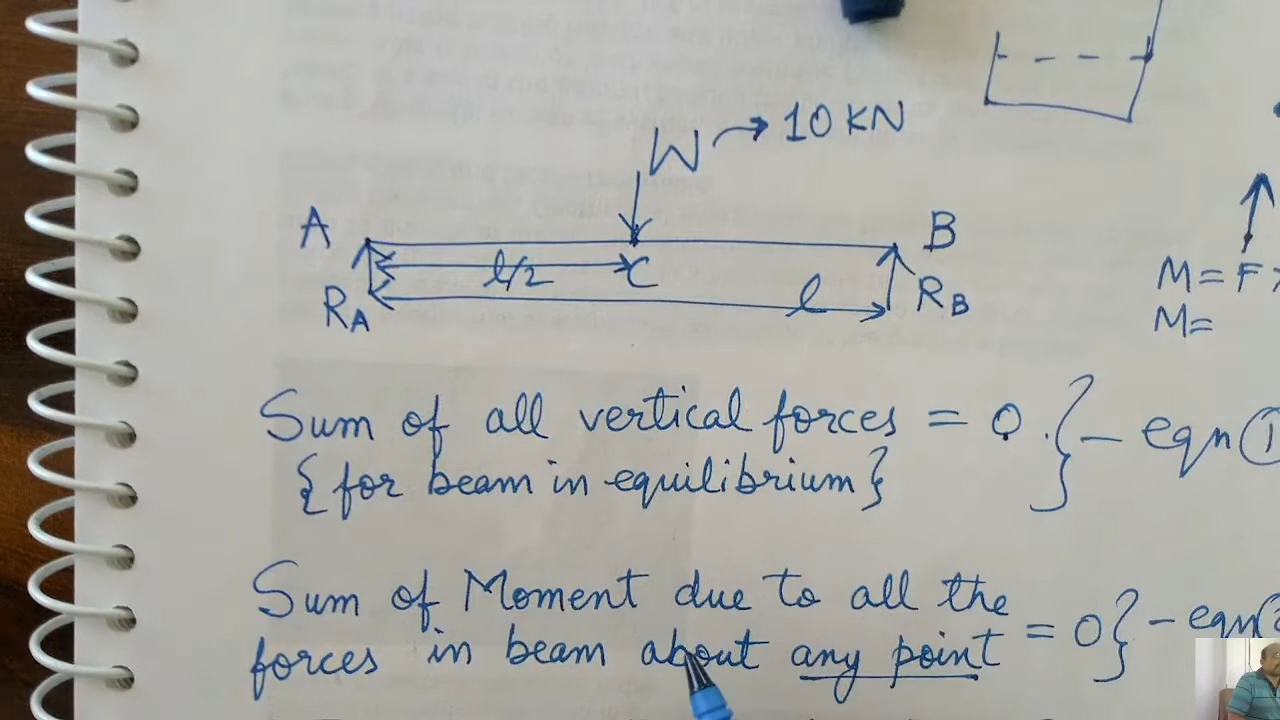 W → 10 KN
A
B
l/2
C
l
RA
RB
M = F
M =
Sum of all vertical forces = 0 } - eqn 1
{ for beam in equilibrium }
Sum of Moment due to all the
forces in beam about any point = 0 } - eqn